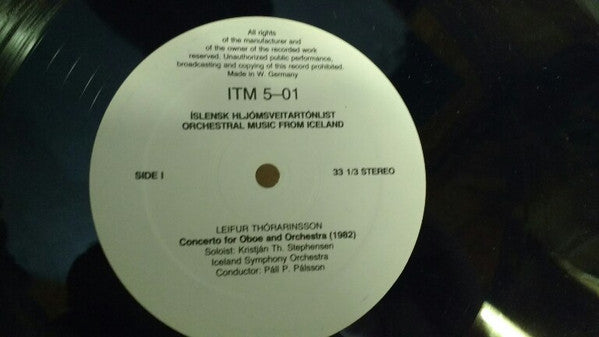 All rights
of the manufacturer and
of the owner of the recorded work
reserved. Unauthorized public performance,
broadcasting and copying of this record prohibited.
Made in W. Germany
ITM 5–01
ÍSLENSK HLJÓMSVEITARTÓNLIST
ORCHESTRAL MUSIC FROM ICELAND
SIDE I
33 1/3 STEREO
LEIFUR THÓRARINSSON
Concerto for Oboe and Orchestra (1982)
Soloist: Kristján Th. Stephensen
Iceland Symphony Orchestra
Conductor: Páll P. Pálsson